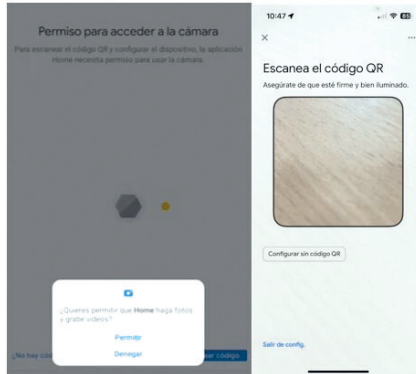 Permiso para acceder a la cámara
Para escanear el código QR y configurar el dispositivo, la aplicación
Home necesita permiso para usar la cámara.
¿Quieres permitir que Home haga fotos
y grabe vídeos?
Permitir
Denegar
¿No hay cód
ear código
10:47
Escanea el código QR
Asegúrate de que esté firme y bien iluminado.
Configurar sin código QR
Salir de config.